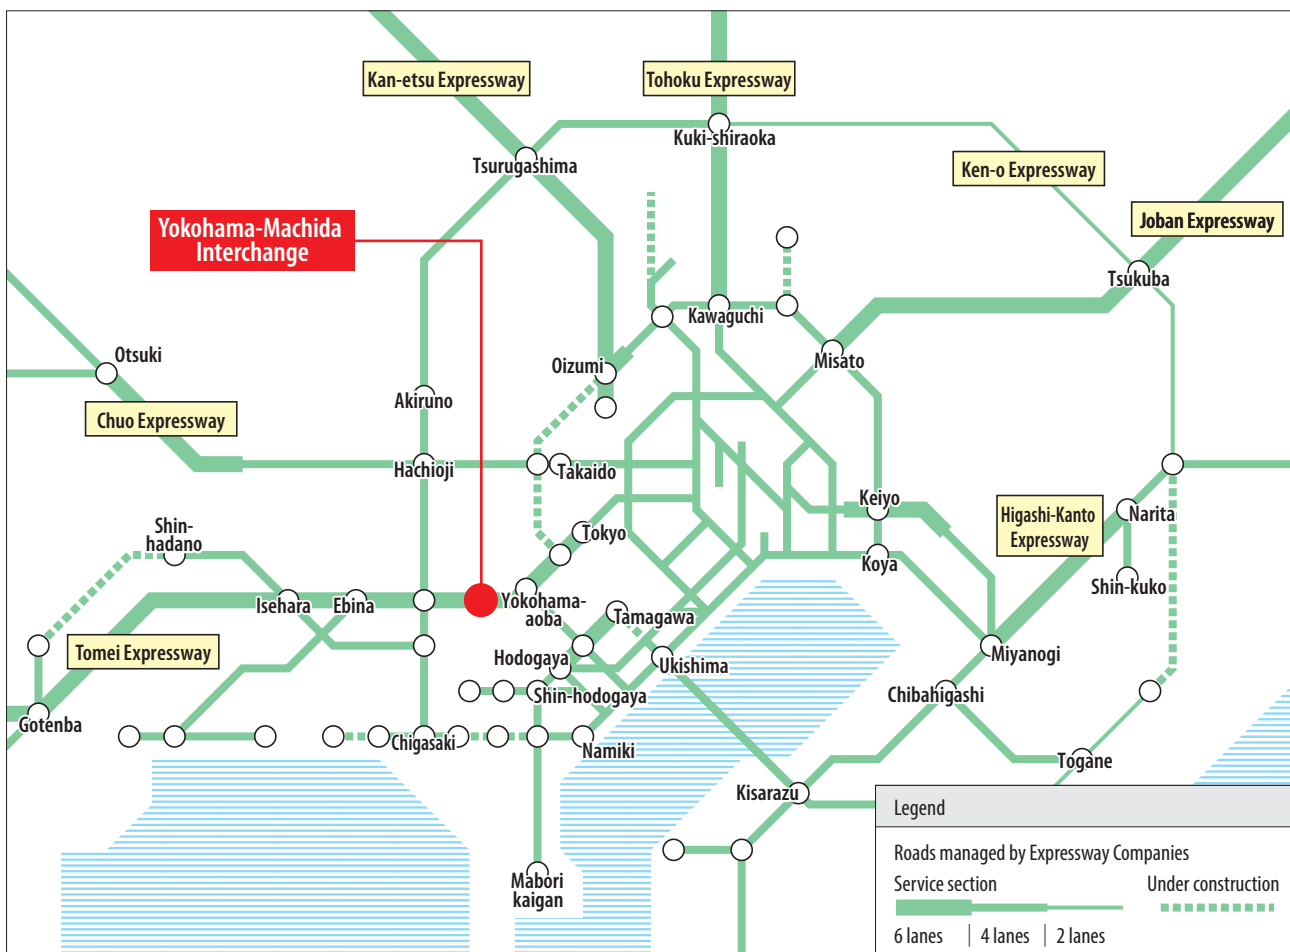 Kan-etsu Expressway
Tohoku Expressway
Kuki-shiraoka
Tsurugashima
Ken-o Expressway
Yokohama-Machida
Interchange
Joban Expressway
Tsukuba
Kawaguchi
Otsuki
Oizumi
Misato
Akiruno
Chuo Expressway
Hachioji
Takaido
Keiyo
Higashi-Kanto
Expressway
Narita
Shin-
hadano
Tokyo
Koya
Shin-kuko
Isehara
Ebina
Yokohama-
aoba
Tamagawa
Tomei Expressway
Hodogaya
Ukishima
Miyanogi
Shin-hodogaya
Chibahigashi
Gotenba
Chigasaki
Namiki
Togane
Kisarazu
Mabori
kaigan
Legend
Roads managed by Expressway Companies
Service section
Under construction
6 lanes | 4 lanes | 2 lanes